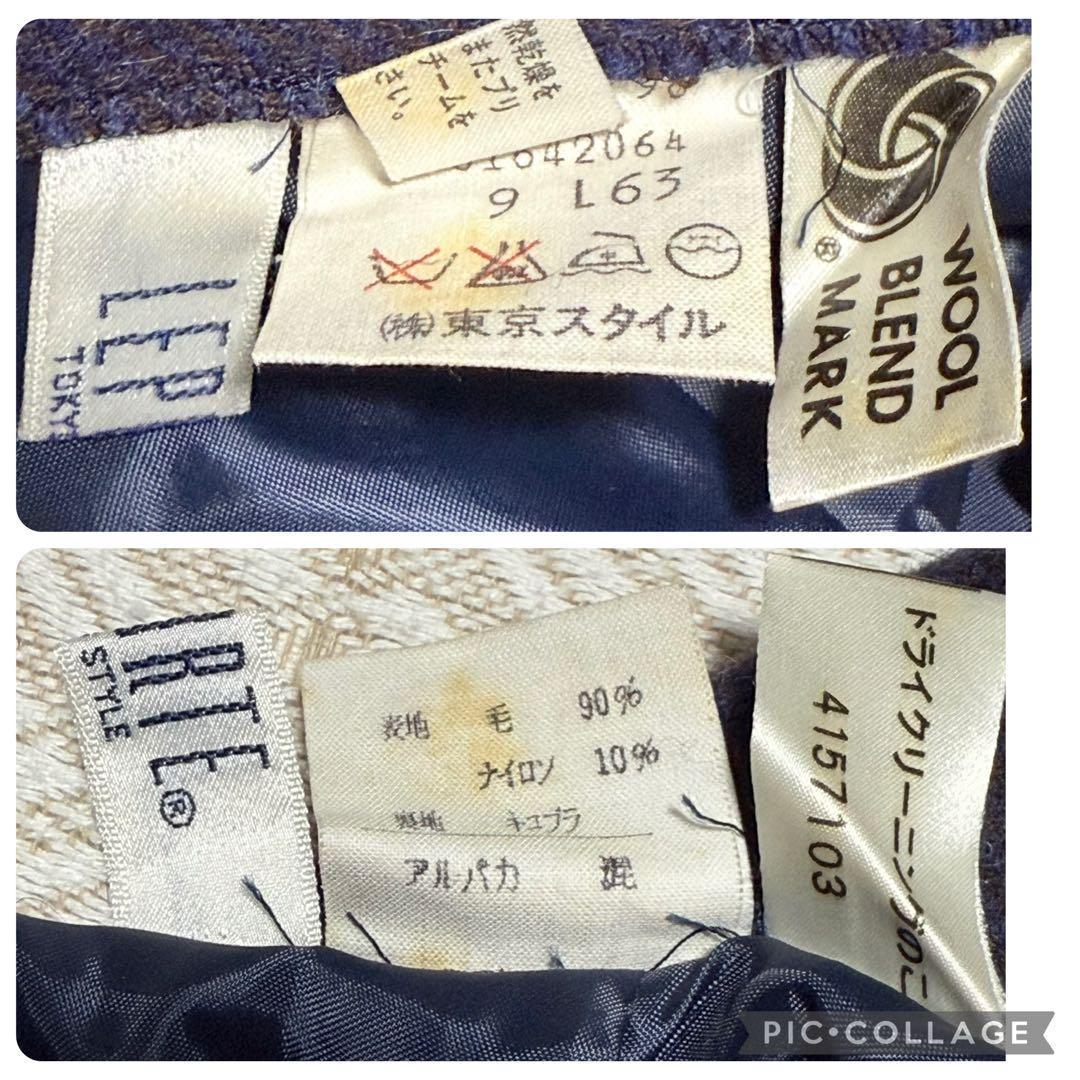 然乾燥を
またプリ
チームを
さい。
1642064
9 L63
(株)東京スタイル
LEP
TOKY
WOOL
BLEND
MARK
®
IRTE®
STYLE
表地 毛 90%
ナイロン 10%
裏地 キュプラ
アルパカ 混
ドライクリーニングのこ
4157103
PIC•COLLAGE